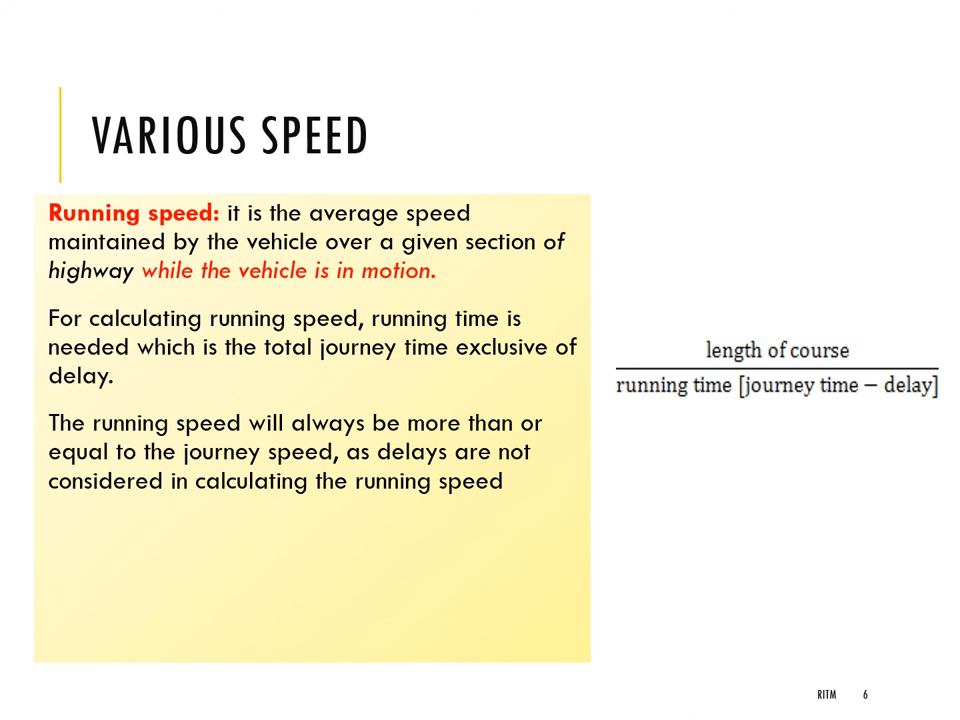 VARIOUS SPEED
Running speed: it is the average speed
maintained by the vehicle over a given section of
highway while the vehicle is in motion.
For calculating running speed, running time is
needed which is the total journey time exclusive of
delay.
The running speed will always be more than or
equal to the journey speed, as delays are not
considered in calculating the running speed
length of course
running time [journey time − delay]
RITM 6